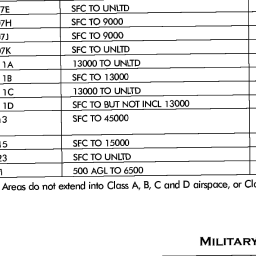 7E SFC TO UNLTD
7H SFC TO 9000
7J SFC TO 9000
7K SFC TO UNLTD
1A 13000 TO UNLTD
1B SFC TO 13000
1C 13000 TO UNLTD
1D SFC TO BUT NOT INCL 13000
3 SFC TO 45000
5 SFC TO 15000
23 SFC TO UNLTD
1 500 AGL TO 6500
Areas do not extend into Class A, B, C and D airspace, or Cl
MILITARY